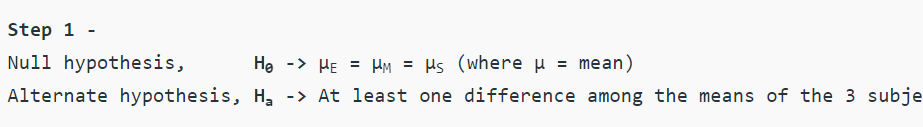 Step 1 -
Null hypothesis, H₀ -> μE = μM = μS (where μ = mean)
Alternate hypothesis, Hₐ -> At least one difference among the means of the 3 subje